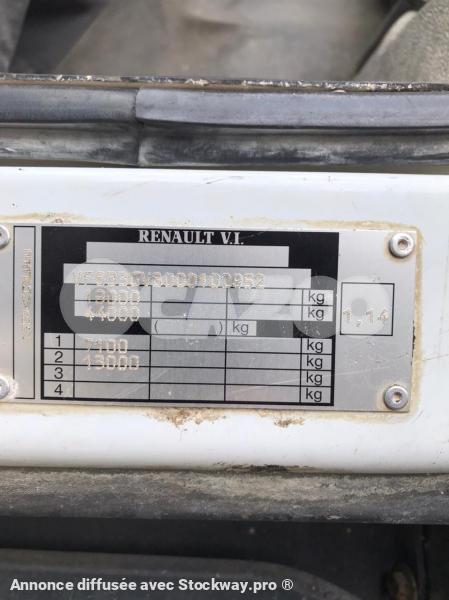 RENAULT V.I.
kg
44000 kg
( ) kg
1,14
1 7100 kg
2 13000 kg
3 kg
4 kg
Annonce diffusée avec Stockway.pro ®